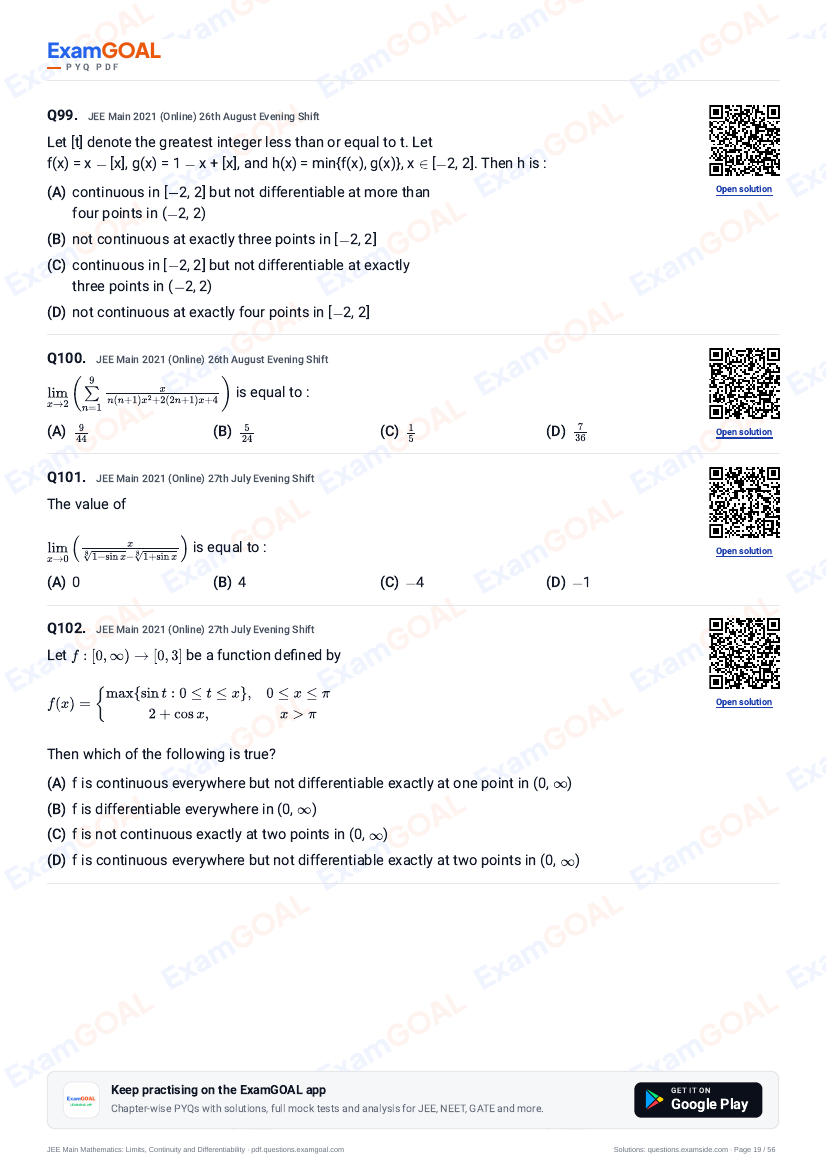 ExamGOAL
PYQ PDF
Q99. JEE Main 2021 (Online) 26th August Evening Shift
Let [t] denote the greatest integer less than or equal to t. Let
f(x) = x − [x], g(x) = 1 − x + [x], and h(x) = min{f(x), g(x)}, x ∈ [−2, 2]. Then h is :
Open solution
(A) continuous in [−2, 2] but not differentiable at more than
four points in (−2, 2)
(B) not continuous at exactly three points in [−2, 2]
(C) continuous in [−2, 2] but not differentiable at exactly
three points in (−2, 2)
(D) not continuous at exactly four points in [−2, 2]
Q100. JEE Main 2021 (Online) 26th August Evening Shift
lim_{x→2} ( ∑_{n=1}^{9} x/(n(n+1)x²+2(2n+1)x+4) ) is equal to :
(A) 9/44 (B) 5/24 (C) 1/5 (D) 7/36
Open solution
Q101. JEE Main 2021 (Online) 27th July Evening Shift
The value of
lim_{x→0} ( x/(⁸√(1−sin x) − ⁸√(1+sin x)) ) is equal to :
Open solution
(A) 0 (B) 4 (C) −4 (D) −1
Q102. JEE Main 2021 (Online) 27th July Evening Shift
Let f : [0, ∞) → [0, 3] be a function defined by
f(x) = { max{sin t : 0 ≤ t ≤ x}, 0 ≤ x ≤ π
2 + cos x, x > π
Open solution
Then which of the following is true?
(A) f is continuous everywhere but not differentiable exactly at one point in (0, ∞)
(B) f is differentiable everywhere in (0, ∞)
(C) f is not continuous exactly at two points in (0, ∞)
(D) f is continuous everywhere but not differentiable exactly at two points in (0, ∞)
ExamGOAL
Keep practising on the ExamGOAL app
Chapter-wise PYQs with solutions, full mock tests and analysis for JEE, NEET, GATE and more.
GET IT ON
Google Play
JEE Main Mathematics: Limits, Continuity and Differentiability · pdf.questions.examgoal.com
Solutions: questions.examside.com · Page 19 / 56